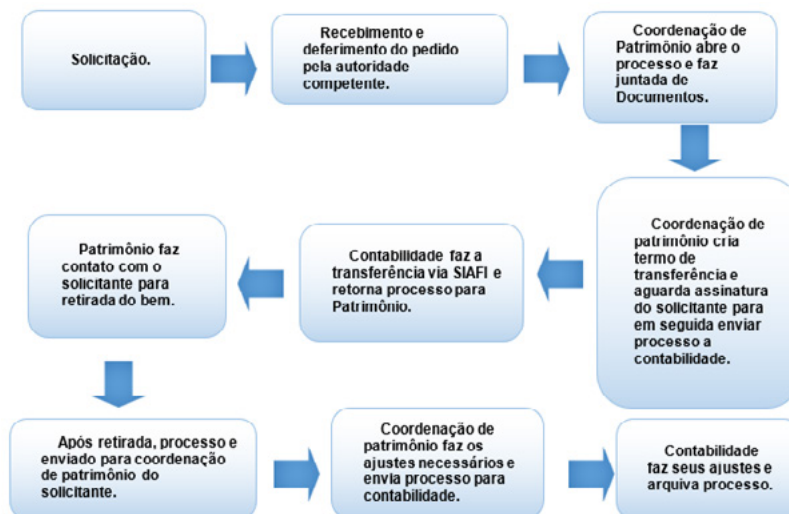 Solicitação.
Recebimento e
deferimento do pedido
pela autoridade
competente.
Coordenação de
Patrimônio abre o
processo e faz
juntada de
Documentos.
Coordenação de
patrimônio cria
termo de
transferência e
aguarda assinatura
do solicitante para
em seguida enviar
processo a
contabilidade.
Contabilidade faz a
transferência via SIAFI e
retorna processo para
Patrimônio.
Patrimônio faz
contato com o
solicitante para
retirada do bem.
Após retirada, processo e
enviado para coordenação
de patrimônio do
solicitante.
Coordenação de
patrimônio faz os
ajustes necessários e
envia processo para
contabilidade.
Contabilidade
faz seus ajustes e
arquiva processo.